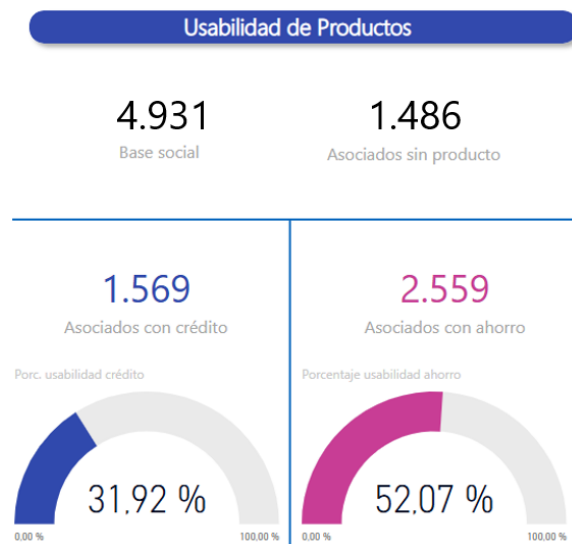 Usabilidad de Productos
4.931
Base social
1.486
Asociados sin producto
1.569
Asociados con crédito
2.559
Asociados con ahorro
Porc. usabilidad crédito
31,92 %
0,00 %
100,00 %
Porcentaje usabilidad ahorro
52,07 %
0,00 %
100,00 %